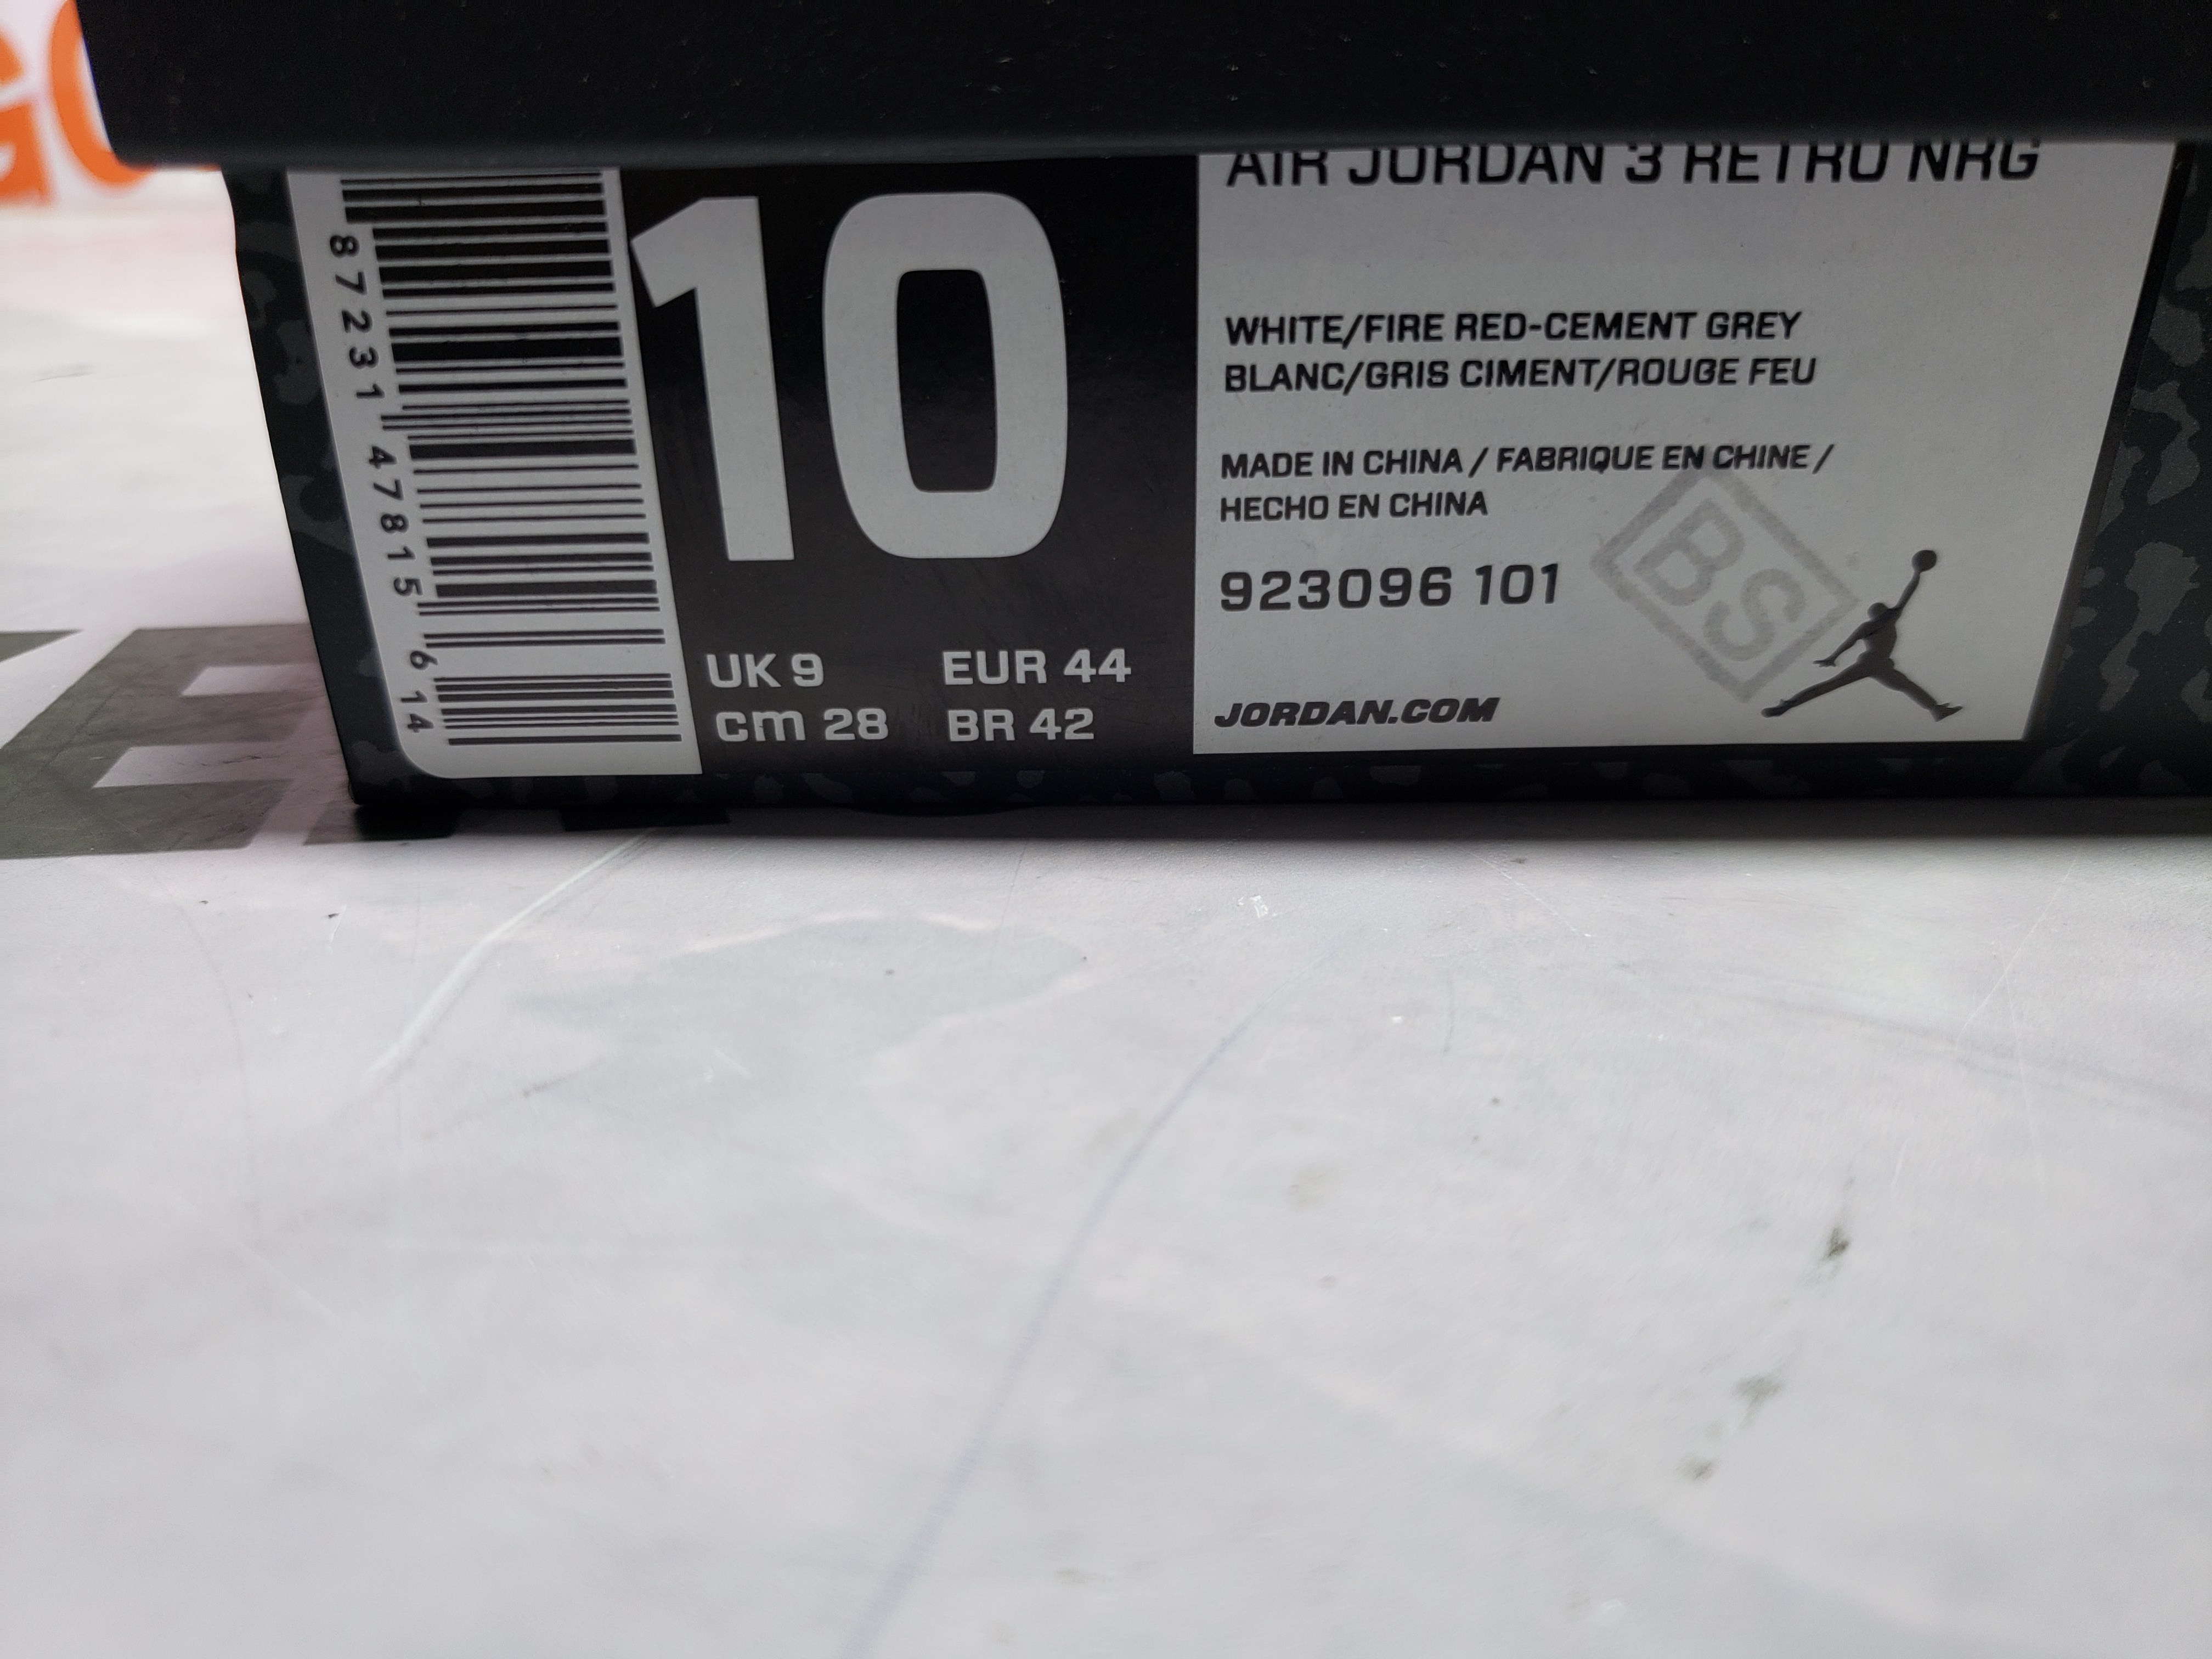 AIR JORDAN 3 RETRO NRG
10
WHITE/FIRE RED-CEMENT GREY
BLANC/GRIS CIMENT/ROUGE FEU
MADE IN CHINA / FABRIQUE EN CHINE /
HECHO EN CHINA
BS
923096 101
UK 9 EUR 44
cm 28 BR 42
JORDAN.COM
87231 47815 6 14